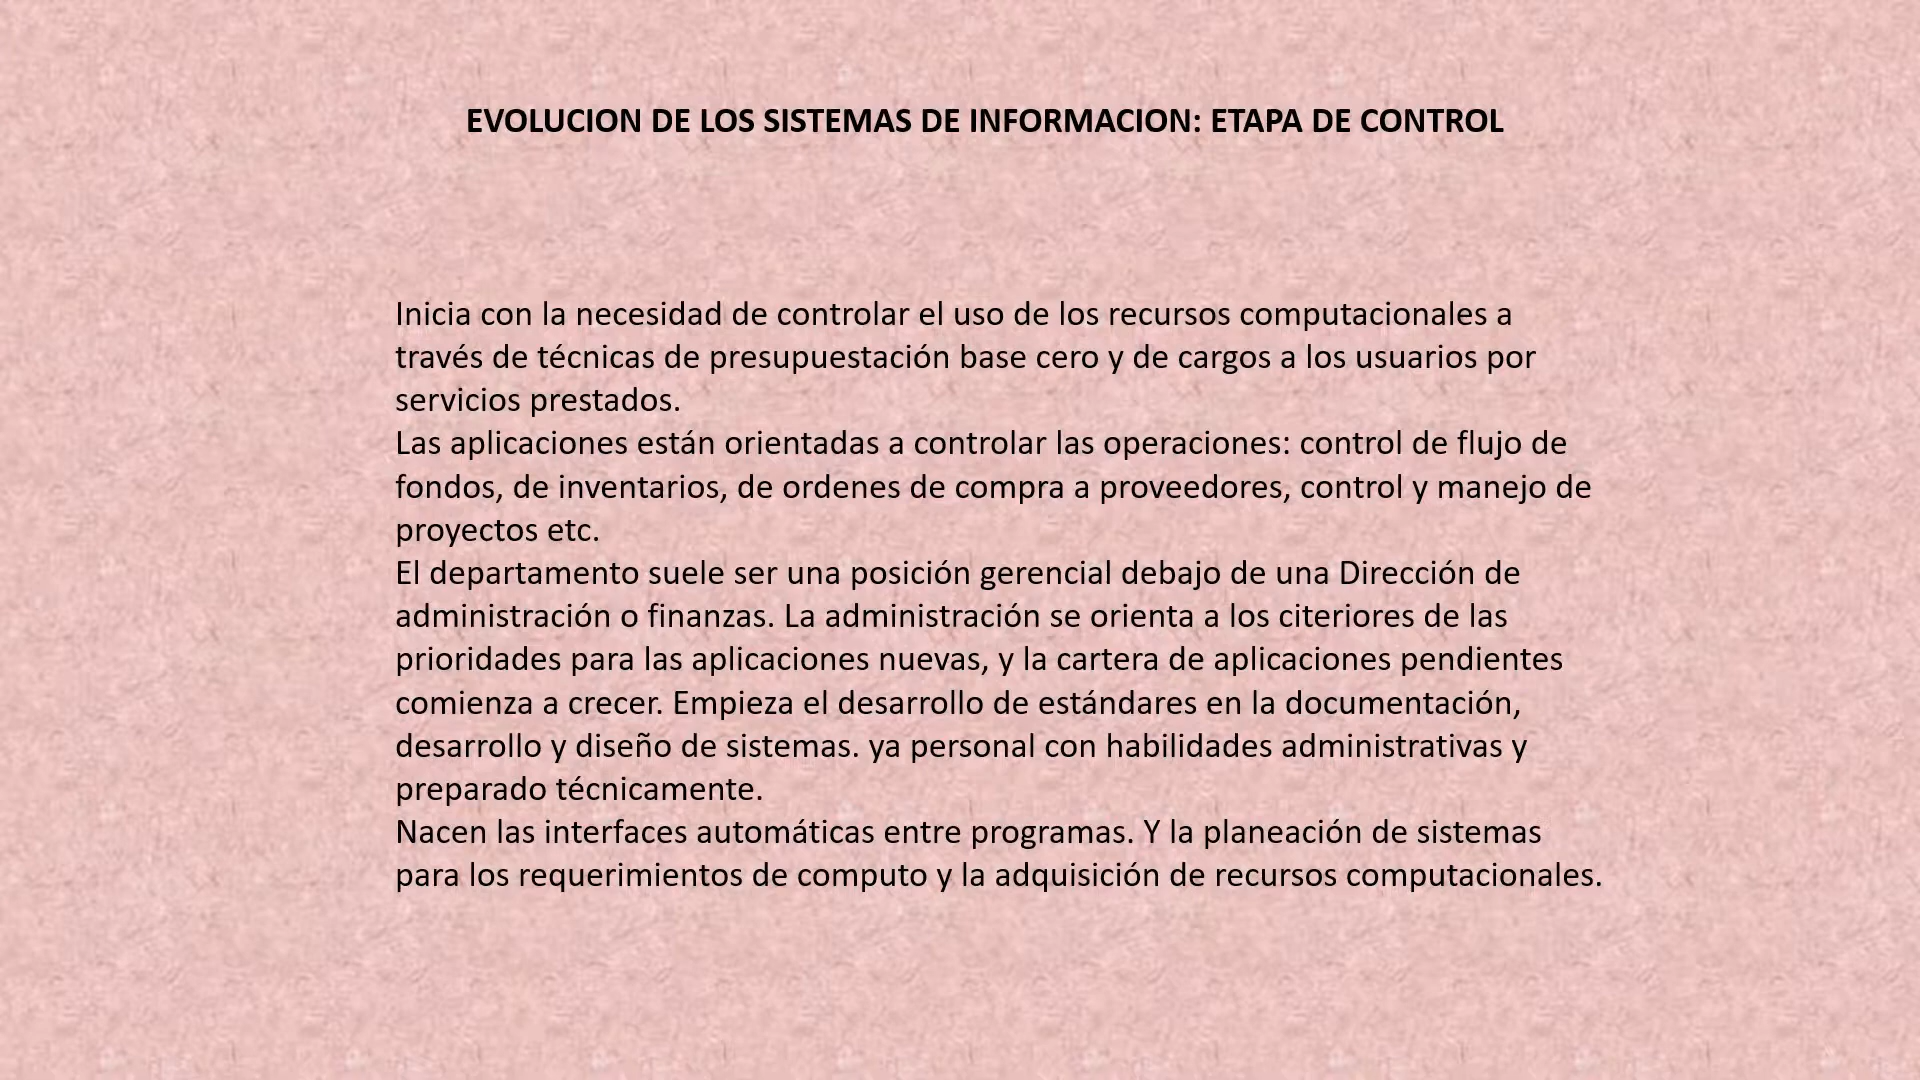 EVOLUCION DE LOS SISTEMAS DE INFORMACION: ETAPA DE CONTROL
Inicia con la necesidad de controlar el uso de los recursos computacionales a
través de técnicas de presupuestación base cero y de cargos a los usuarios por
servicios prestados.
Las aplicaciones están orientadas a controlar las operaciones: control de flujo de
fondos, de inventarios, de ordenes de compra a proveedores, control y manejo de
proyectos etc.
El departamento suele ser una posición gerencial debajo de una Dirección de
administración o finanzas. La administración se orienta a los citeriores de las
prioridades para las aplicaciones nuevas, y la cartera de aplicaciones pendientes
comienza a crecer. Empieza el desarrollo de estándares en la documentación,
desarrollo y diseño de sistemas. ya personal con habilidades administrativas y
preparado técnicamente.
Nacen las interfaces automáticas entre programas. Y la planeación de sistemas
para los requerimientos de computo y la adquisición de recursos computacionales.